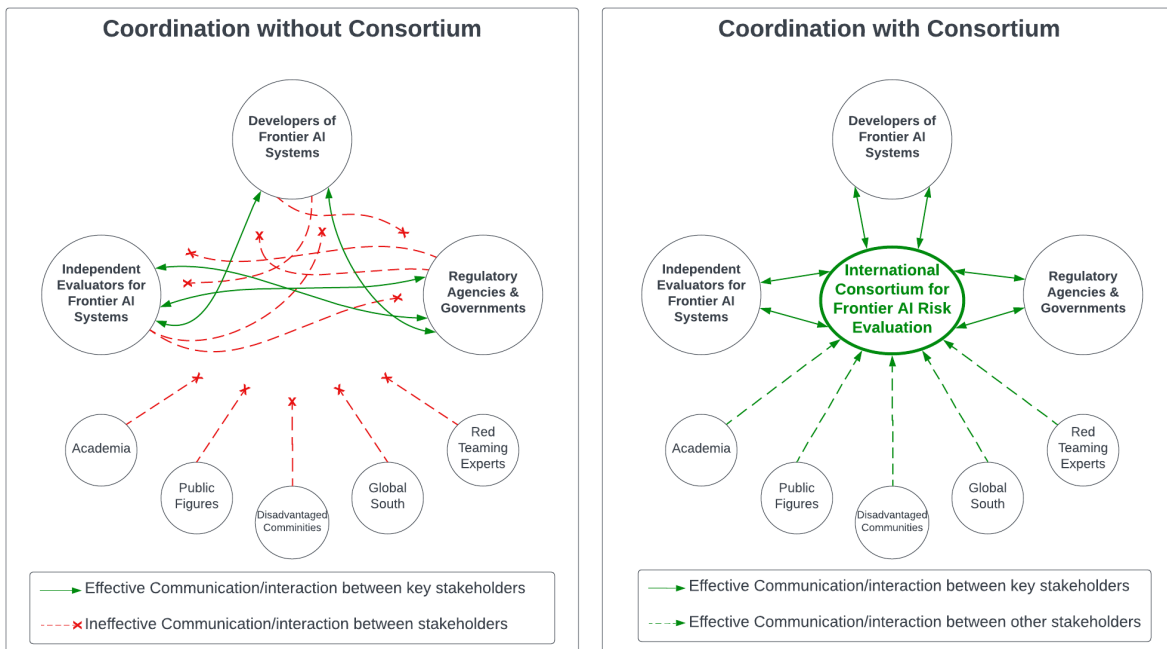 Coordination without Consortium
Developers of
Frontier AI
Systems
Independent
Evaluators for
Frontier AI
Systems
Regulatory
Agencies &
Governments
Academia
Public
Figures
Disadvantaged
Comminities
Global
South
Red
Teaming
Experts
Effective Communication/interaction between key stakeholders
Ineffective Communication/interaction between stakeholders
Coordination with Consortium
Developers of
Frontier AI
Systems
Independent
Evaluators for
Frontier AI
Systems
International
Consortium for
Frontier AI Risk
Evaluation
Regulatory
Agencies &
Governments
Academia
Public
Figures
Disadvantaged
Communities
Global
South
Red
Teaming
Experts
Effective Communication/interaction between key stakeholders
Effective Communication/interaction between other stakeholders